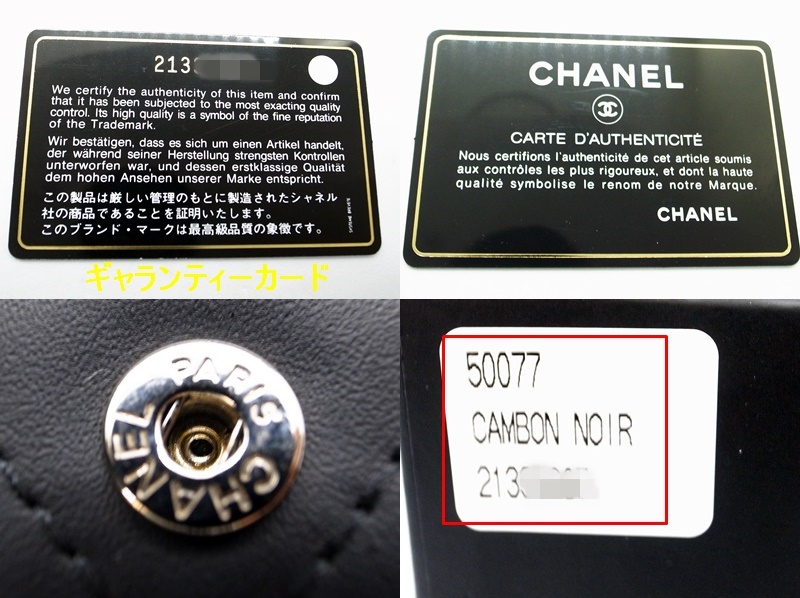 213
We certify the authenticity of this item and confirm
that it has been subjected to the most exacting quality
control. Its high quality is a symbol of the fine reputation
of the Trademark.
Wir bestätigen, dass es sich um einen Artikel handelt,
der während seiner Herstellung strengsten Kontrollen
unterworfen war, und dessen erstklassige Qualität
dem hohen Ansehen unserer Marke entspricht.
この製品は厳しい管理のもとに製造されたシャネル
社の商品であることを証明いたします。
このブランド・マークは最高級品質の象徴です。
ギャランティーカード
CHANEL
CARTE D'AUTHENTICITÉ
Nous certifions l'authenticité de cet article soumis
aux contrôles les plus rigoureux, et dont la haute
qualité symbolise le renom de notre Marque.
CHANEL
PARIS
CHANEL
50077
CAMBON NOIR
213